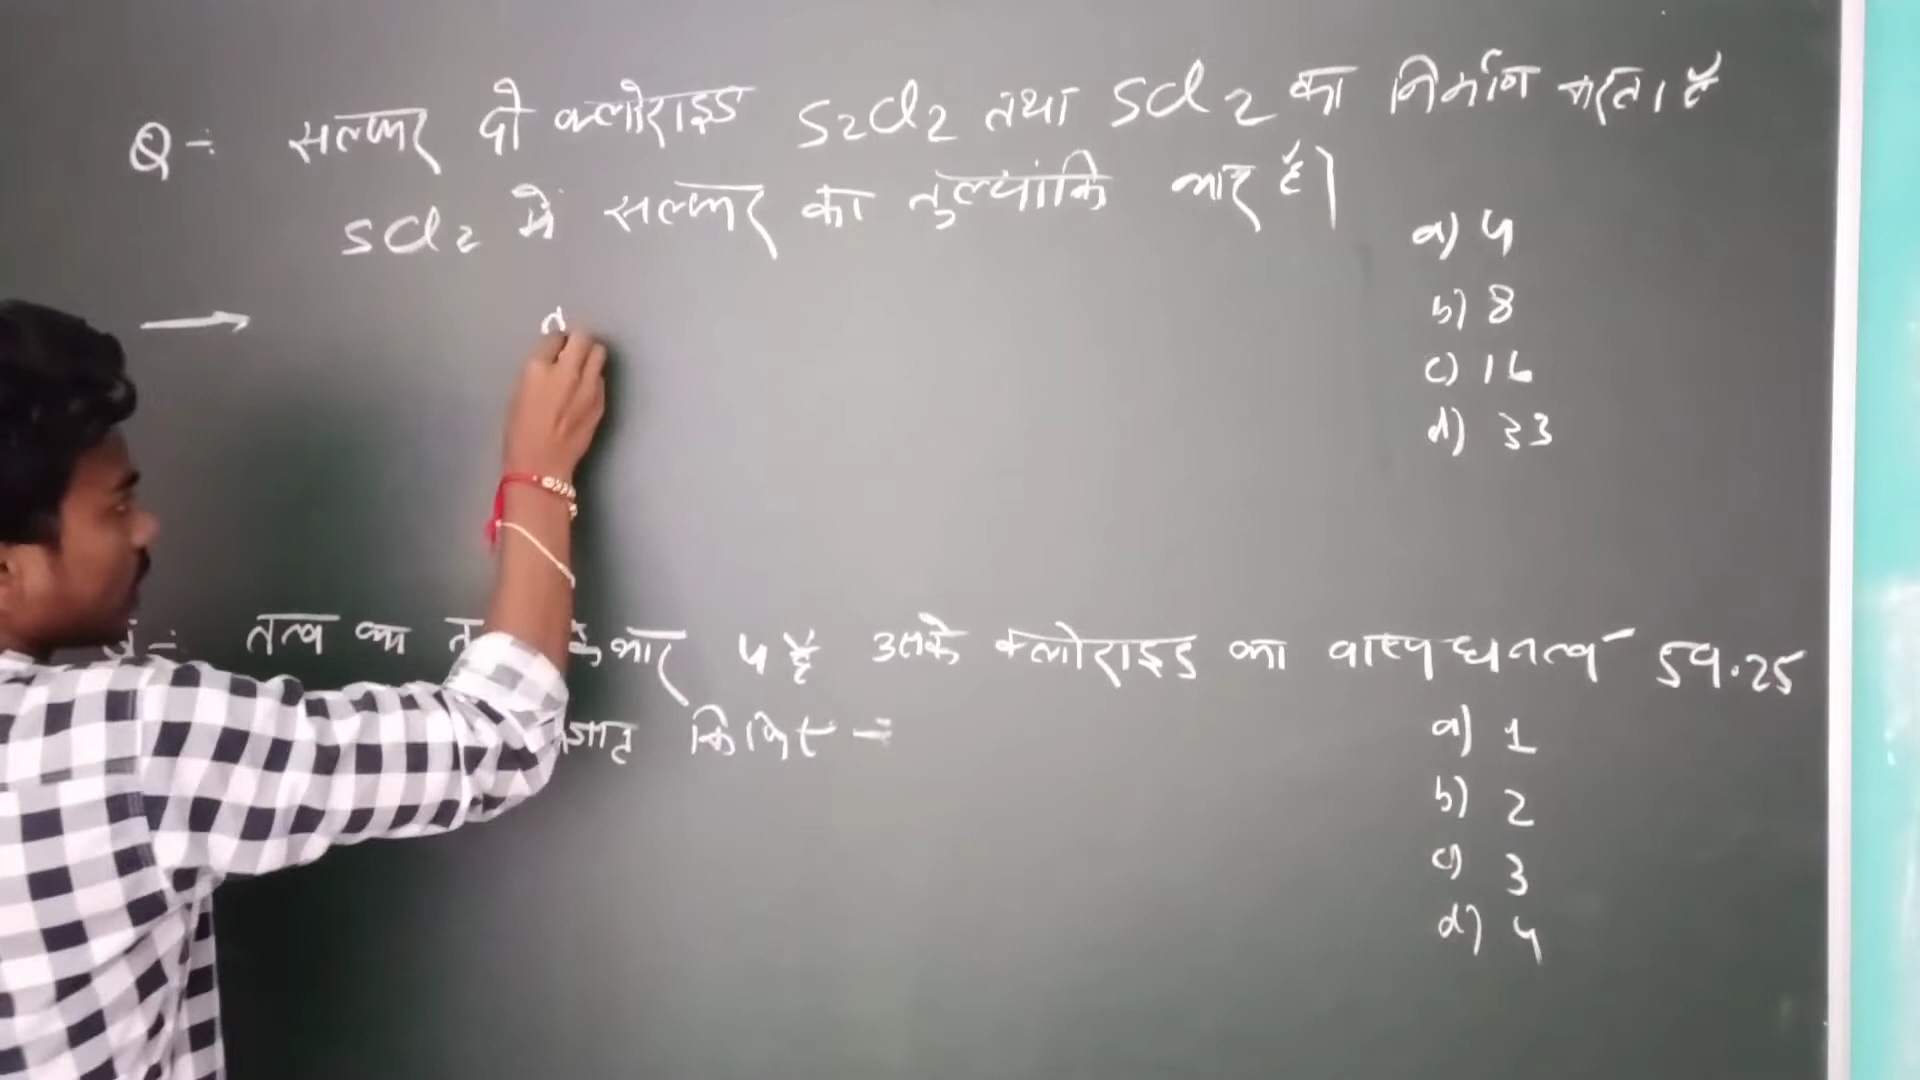 Q -: सल्फर दो क्लोराइड S2Cl2 तथा SCl2 का निर्माण करता है
SCl2 में सल्फर का तुल्यांकि भार है।
a) 4
b) 8
c) 16
d) 33
→
तत्व का भार 4 है उसके क्लोराइड का वाष्प घनत्व 59.25
ज्ञात किजिए -
a) 1
b) 2
c) 3
d) 4